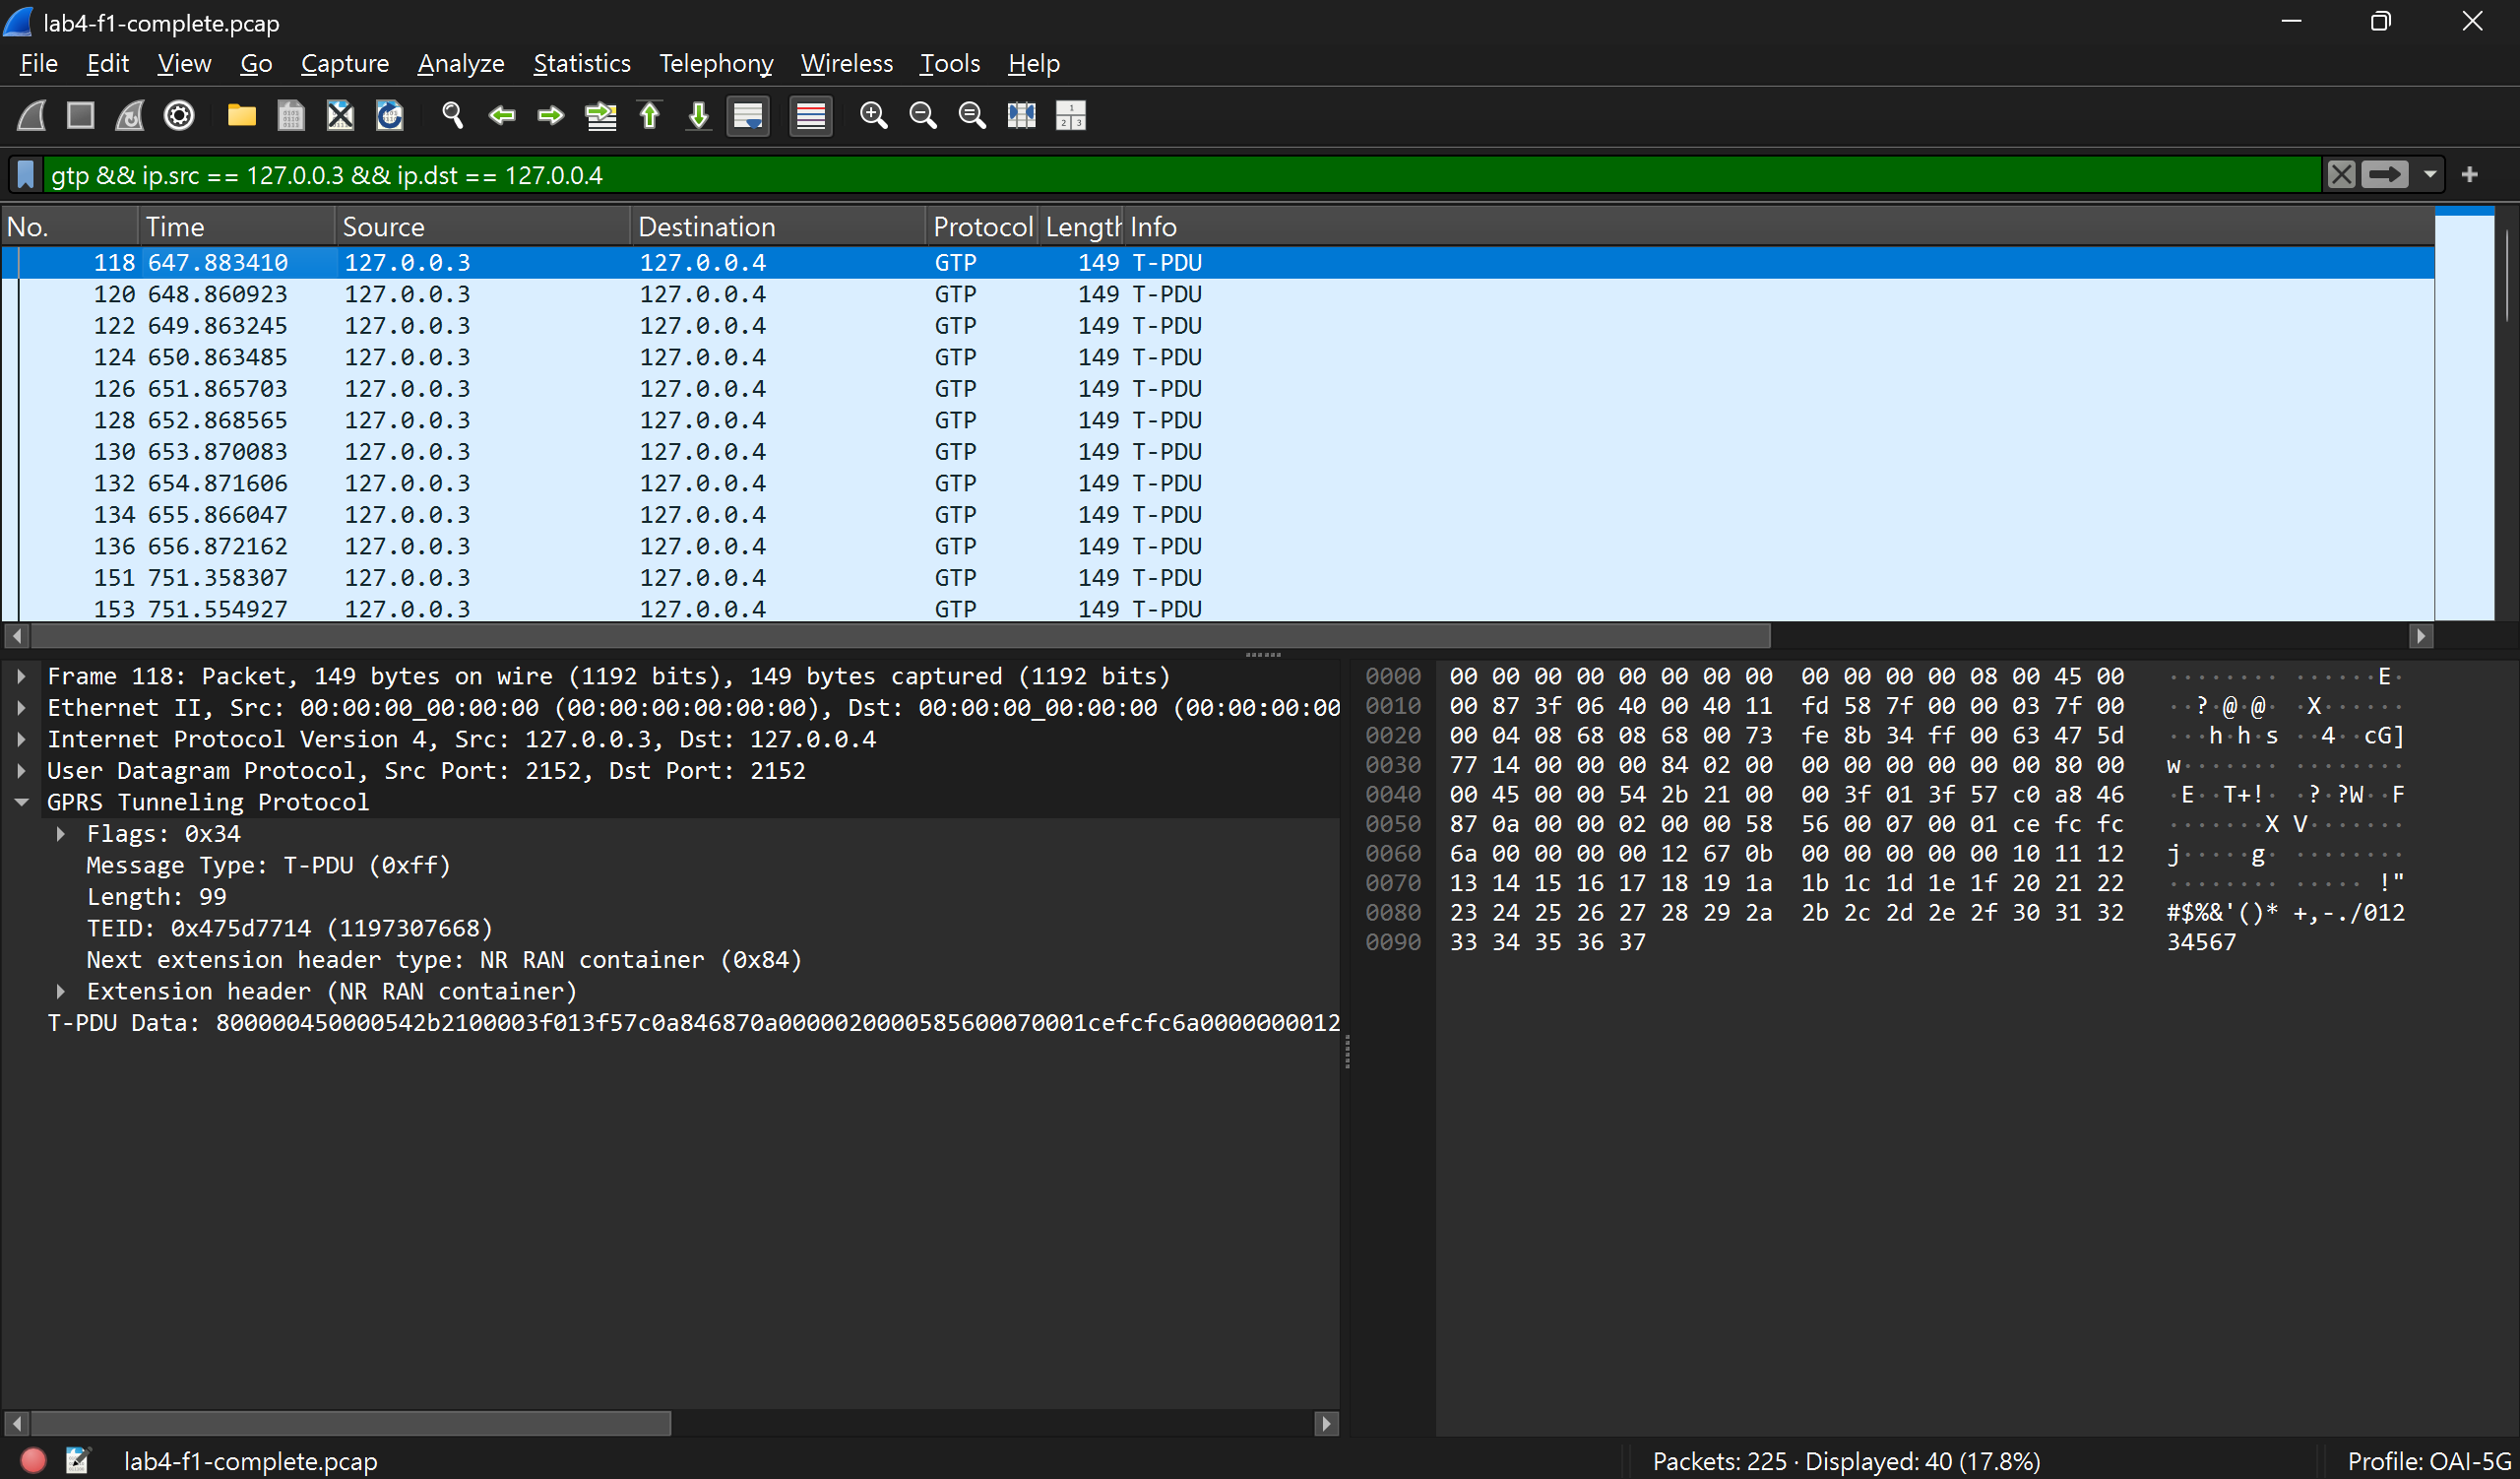 lab4-f1-complete.pcap
File Edit View Go Capture Analyze Statistics Telephony Wireless Tools Help
gtp && ip.src == 127.0.0.3 && ip.dst == 127.0.0.4
No. Time Source Destination Protocol Length Info
118 647.883410 127.0.0.3 127.0.0.4 GTP 149 T-PDU
120 648.860923 127.0.0.3 127.0.0.4 GTP 149 T-PDU
122 649.863245 127.0.0.3 127.0.0.4 GTP 149 T-PDU
124 650.863485 127.0.0.3 127.0.0.4 GTP 149 T-PDU
126 651.865703 127.0.0.3 127.0.0.4 GTP 149 T-PDU
128 652.868565 127.0.0.3 127.0.0.4 GTP 149 T-PDU
130 653.870083 127.0.0.3 127.0.0.4 GTP 149 T-PDU
132 654.871606 127.0.0.3 127.0.0.4 GTP 149 T-PDU
134 655.866047 127.0.0.3 127.0.0.4 GTP 149 T-PDU
136 656.872162 127.0.0.3 127.0.0.4 GTP 149 T-PDU
151 751.358307 127.0.0.3 127.0.0.4 GTP 149 T-PDU
153 751.554927 127.0.0.3 127.0.0.4 GTP 149 T-PDU
Frame 118: Packet, 149 bytes on wire (1192 bits), 149 bytes captured (1192 bits)
Ethernet II, Src: 00:00:00_00:00:00 (00:00:00:00:00:00), Dst: 00:00:00_00:00:00 (00:00:00:00
Internet Protocol Version 4, Src: 127.0.0.3, Dst: 127.0.0.4
User Datagram Protocol, Src Port: 2152, Dst Port: 2152
GPRS Tunneling Protocol
Flags: 0x34
Message Type: T-PDU (0xff)
Length: 99
TEID: 0x475d7714 (1197307668)
Next extension header type: NR RAN container (0x84)
Extension header (NR RAN container)
T-PDU Data: 800000450000542b2100003f013f57c0a846870a0000020000585600070001cefcfc6a0000000012
0000 00 00 00 00 00 00 00 00 00 00 00 00 08 00 45 00 ········ ······E·
0010 00 87 3f 06 40 00 40 11 fd 58 7f 00 00 03 7f 00 ··?·@·@· ·X······
0020 00 04 08 68 08 68 00 73 fe 8b 34 ff 00 63 47 5d ···h·h·s ··4··cG]
0030 77 14 00 00 00 84 02 00 00 00 00 00 00 00 80 00 w······· ········
0040 00 45 00 00 54 2b 21 00 00 3f 01 3f 57 c0 a8 46 ·E··T+!· ·?·?W··F
0050 87 0a 00 00 02 00 00 58 56 00 07 00 01 ce fc fc ·······X V·······
0060 6a 00 00 00 00 12 67 0b 00 00 00 00 00 10 11 12 j·····g· ········
0070 13 14 15 16 17 18 19 1a 1b 1c 1d 1e 1f 20 21 22 ········ ····· !"
0080 23 24 25 26 27 28 29 2a 2b 2c 2d 2e 2f 30 31 32 #$%&'()* +,-./012
0090 33 34 35 36 37 34567
lab4-f1-complete.pcap Packets: 225 · Displayed: 40 (17.8%) Profile: OAI-5G